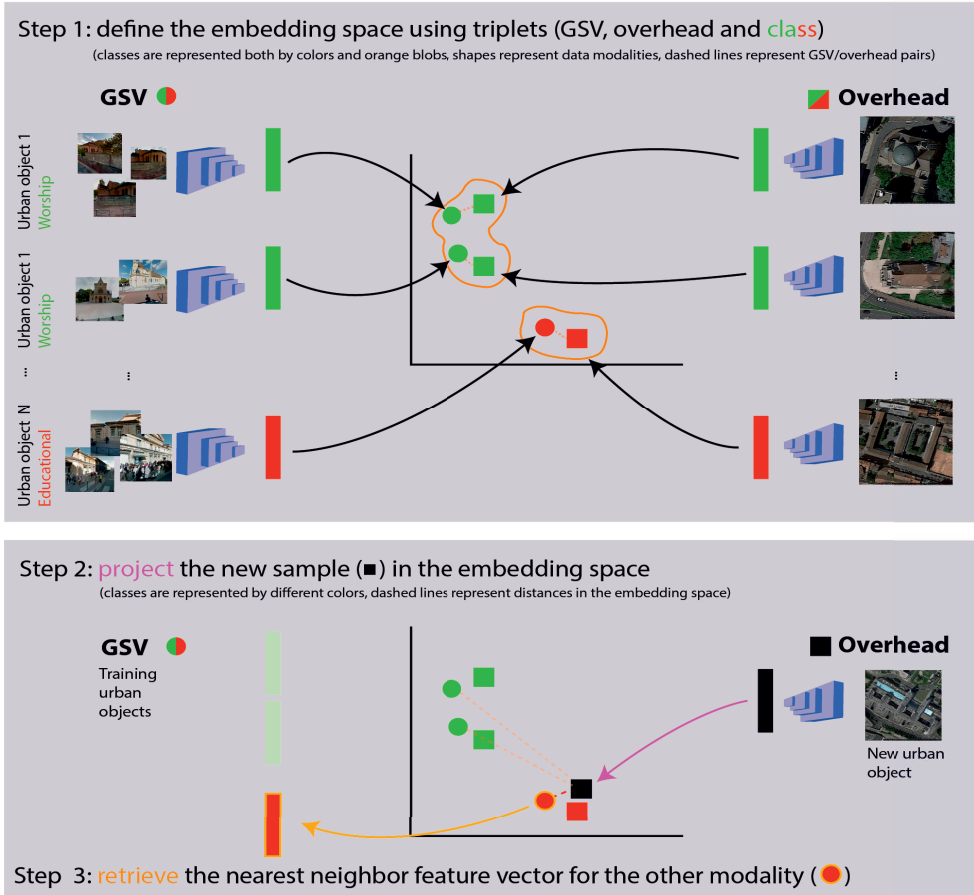 Step 1: define the embedding space using triplets (GSV, overhead and class)
(classes are represented both by colors and orange blobs, shapes represent data modalities, dashed lines represent GSV/overhead pairs)
GSV
Overhead
Urban object 1
Worship
Urban object 1
Worship
...
...
...
Urban object N
Educational
Step 2: project the new sample (■) in the embedding space
(classes are represented by different colors, dashed lines represent distances in the embedding space)
GSV
Overhead
Training
urban
objects
New urban
object
Step 3: retrieve the nearest neighbor feature vector for the other modality (●)